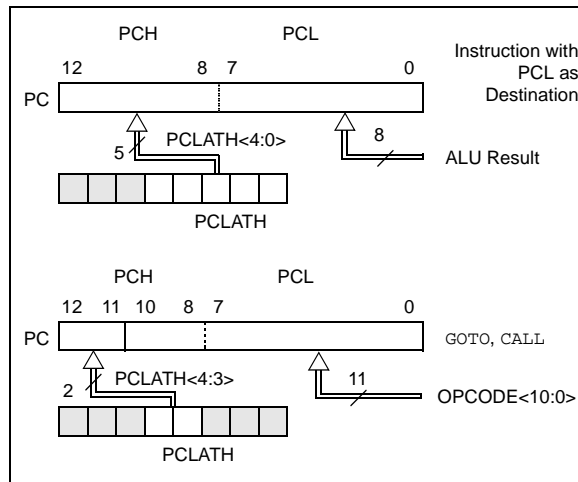 PCH PCL
12 8 7 0
Instruction with
PCL as
Destination
PC
5 PCLATH<4:0> 8
ALU Result
PCLATH
PCH PCL
12 11 10 8 7 0
PC
GOTO, CALL
2 PCLATH<4:3> 11
OPCODE<10:0>
PCLATH